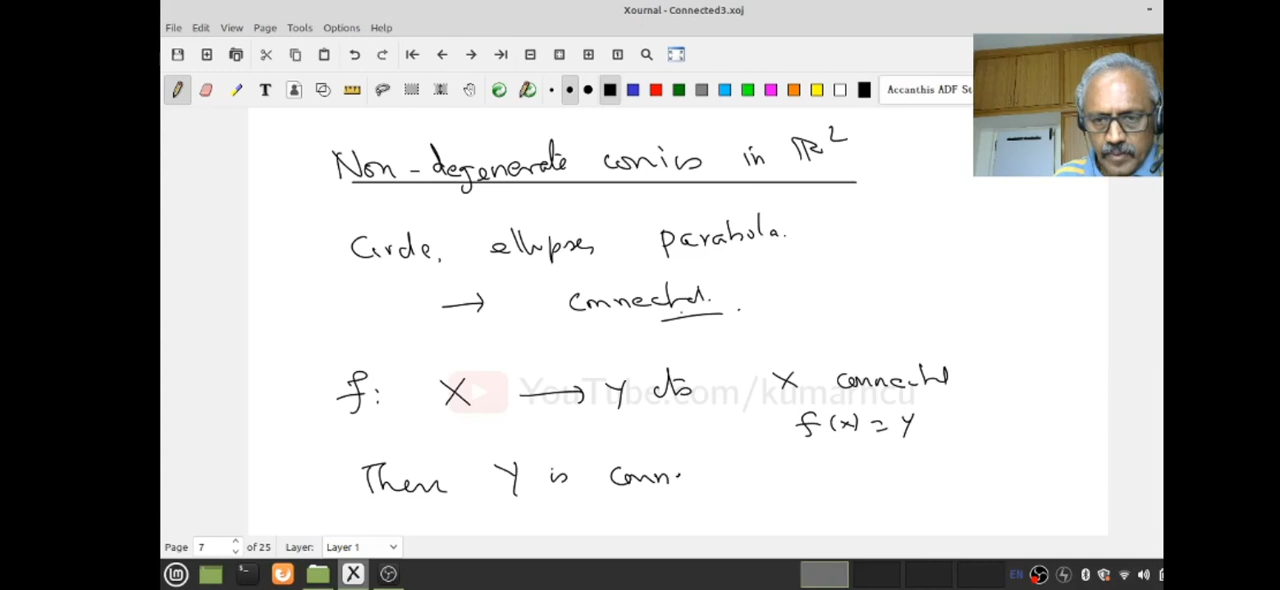 Xournal - Connected3.xoj
File Edit View Page Tools Options Help
Accanthis ADF St
Non-degenerate conics in ℝ²
Circle, ellipses, parabola.
→ connected.
f: X → Y cts X connected
YouTube.com/kumarncu
f(X) = Y
Then Y is conn.
Page 7 of 25 Layer: Layer 1
EN